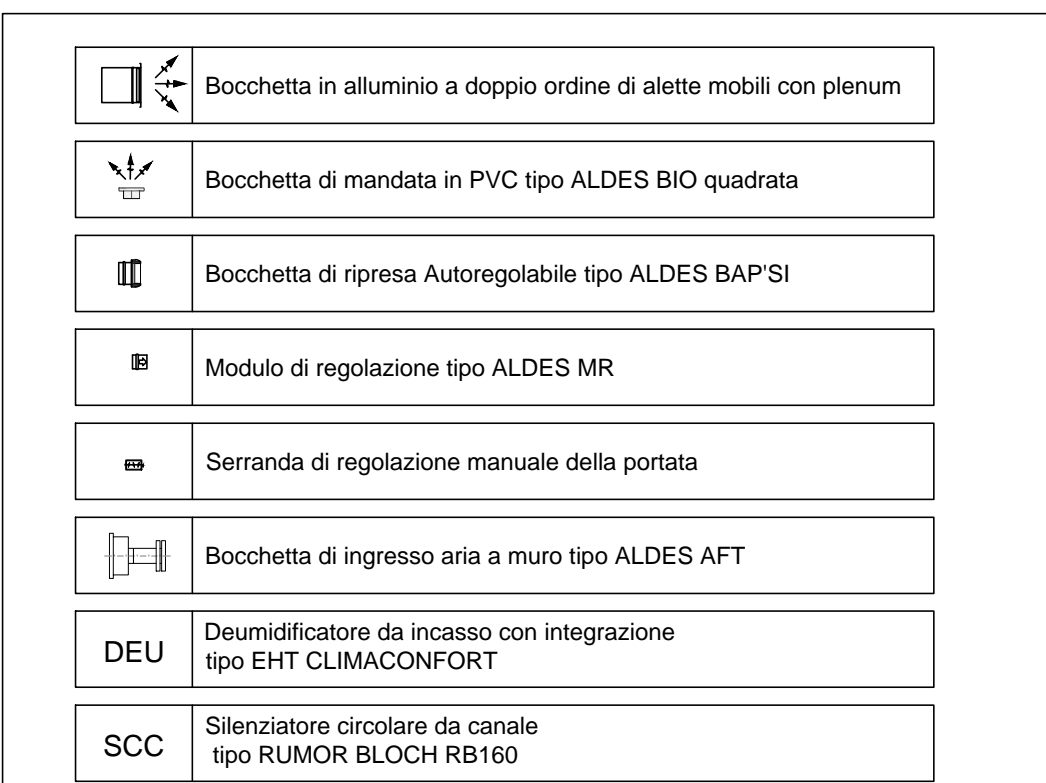 Bocchetta in alluminio a doppio ordine di alette mobili con plenum
Bocchetta di mandata in PVC tipo ALDES BIO quadrata
Bocchetta di ripresa Autoregolabile tipo ALDES BAP'SI
Modulo di regolazione tipo ALDES MR
Serranda di regolazione manuale della portata
Bocchetta di ingresso aria a muro tipo ALDES AFT
DEU
Deumidificatore da incasso con integrazione
tipo EHT CLIMACONFORT
SCC
Silenziatore circolare da canale
tipo RUMOR BLOCH RB160